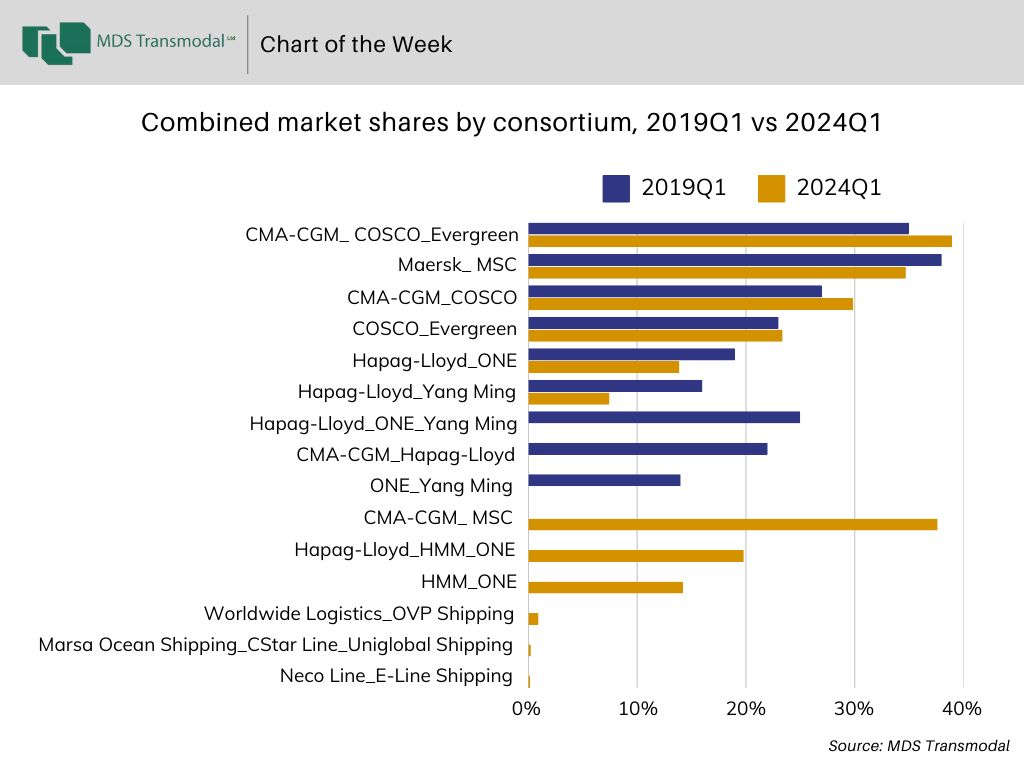 MDS Transmodal Ltd
Chart of the Week
Combined market shares by consortium, 2019Q1 vs 2024Q1
2019Q1 2024Q1
CMA-CGM_ COSCO_Evergreen
Maersk_ MSC
CMA-CGM_COSCO
COSCO_Evergreen
Hapag-Lloyd_ONE
Hapag-Lloyd_Yang Ming
Hapag-Lloyd_ONE_Yang Ming
CMA-CGM_Hapag-Lloyd
ONE_Yang Ming
CMA-CGM_ MSC
Hapag-Lloyd_HMM_ONE
HMM_ONE
Worldwide Logistics_OVP Shipping
Marsa Ocean Shipping_CStar Line_Uniglobal Shipping
Neco Line_E-Line Shipping
0% 10% 20% 30% 40%
Source: MDS Transmodal